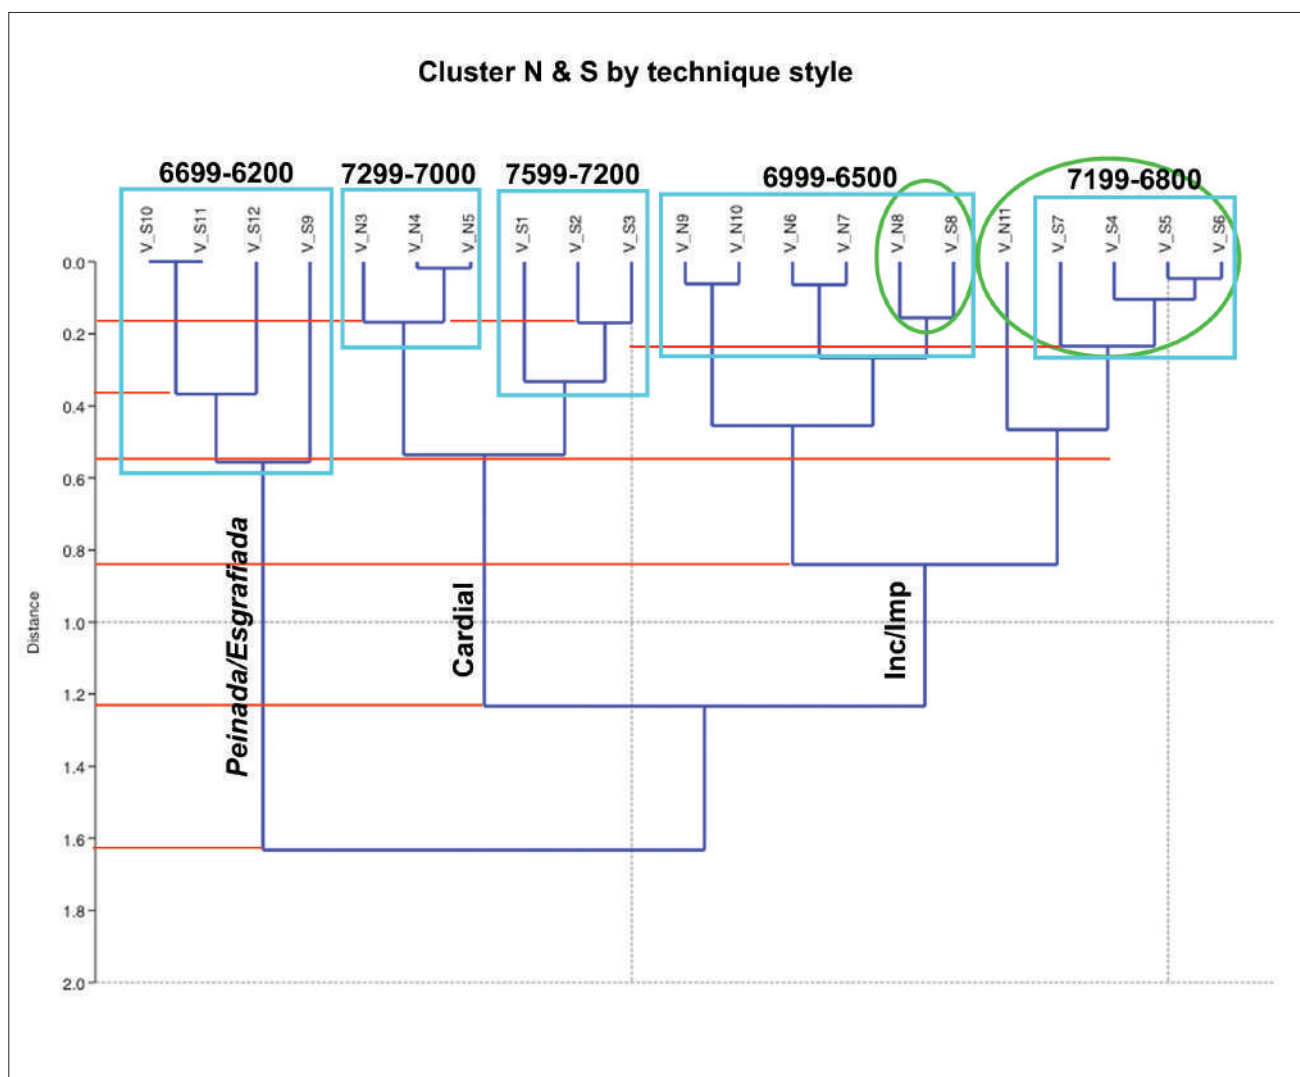 Cluster N & S by technique style
6699-6200
7299-7000
7599-7200
6999-6500
7199-6800
V_S10
V_S11
V_S12
V_S9
V_N3
V_N4
V_N5
V_S1
V_S2
V_S3
V_N9
V_N10
V_N6
V_N7
V_N8
V_S8
V_N11
V_S7
V_S4
V_S5
V_S6
0.0
0.2
0.4
0.6
0.8
1.0
1.2
1.4
1.6
1.8
2.0
Distance
Peinada/Esgrafiada
Cardial
Inc/Imp